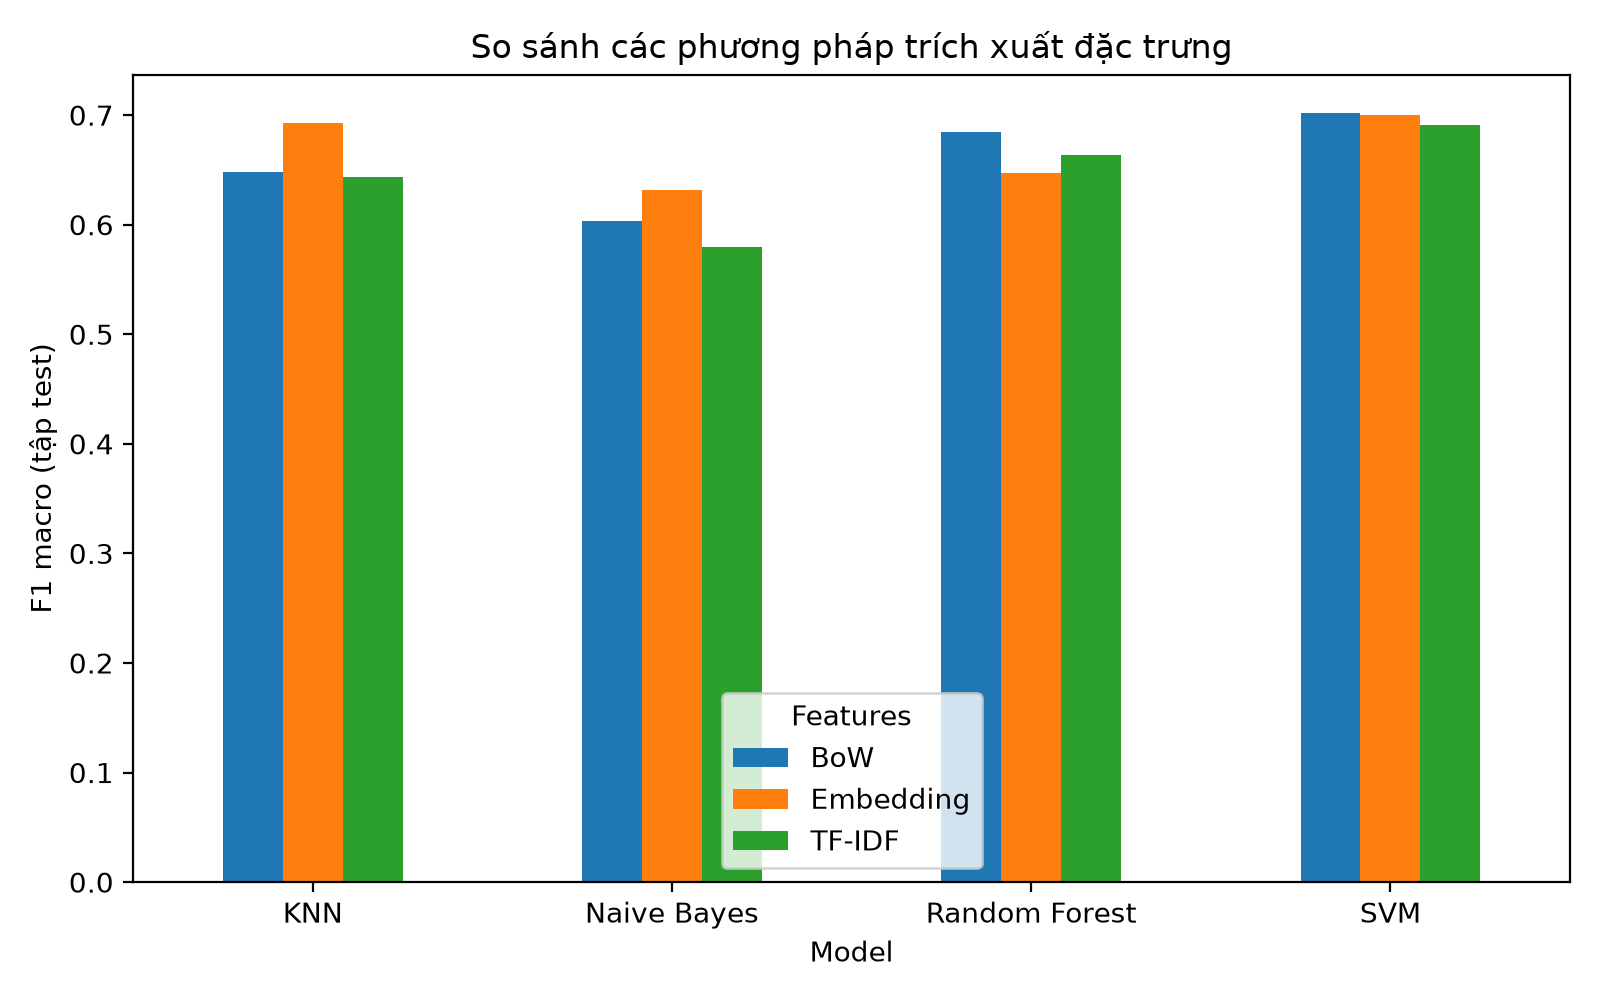 So sánh các phương pháp trích xuất đặc trưng
F1 macro (tập test)
0.7
0.6
0.5
0.4
0.3
0.2
0.1
0.0
Features
BoW
Embedding
TF-IDF
KNN
Naive Bayes
Random Forest
SVM
Model